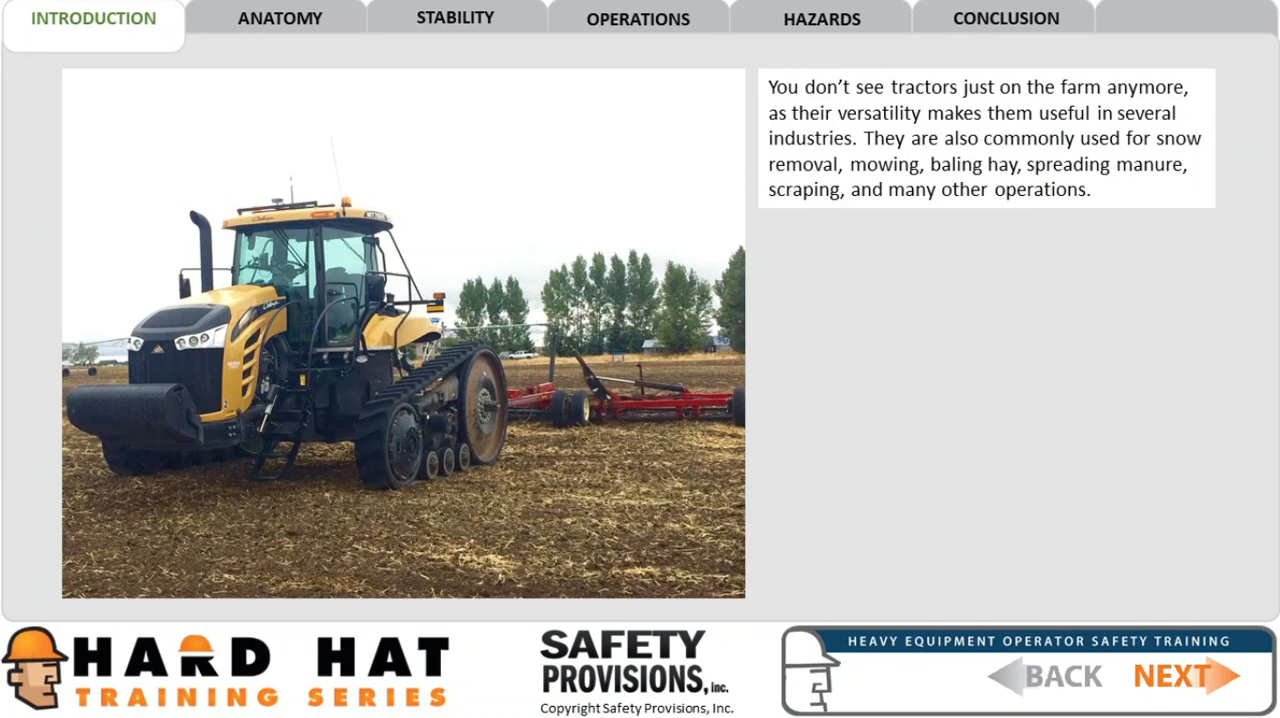 INTRODUCTION
ANATOMY
STABILITY
OPERATIONS
HAZARDS
CONCLUSION
You don’t see tractors just on the farm anymore,
as their versatility makes them useful in several
industries. They are also commonly used for snow
removal, mowing, baling hay, spreading manure,
scraping, and many other operations.
2
HARD HAT
TRAINING SERIES
SAFETY
PROVISIONS, inc.
Copyright Safety Provisions, Inc.
HEAVY EQUIPMENT OPERATOR SAFETY TRAINING
BACK
NEXT